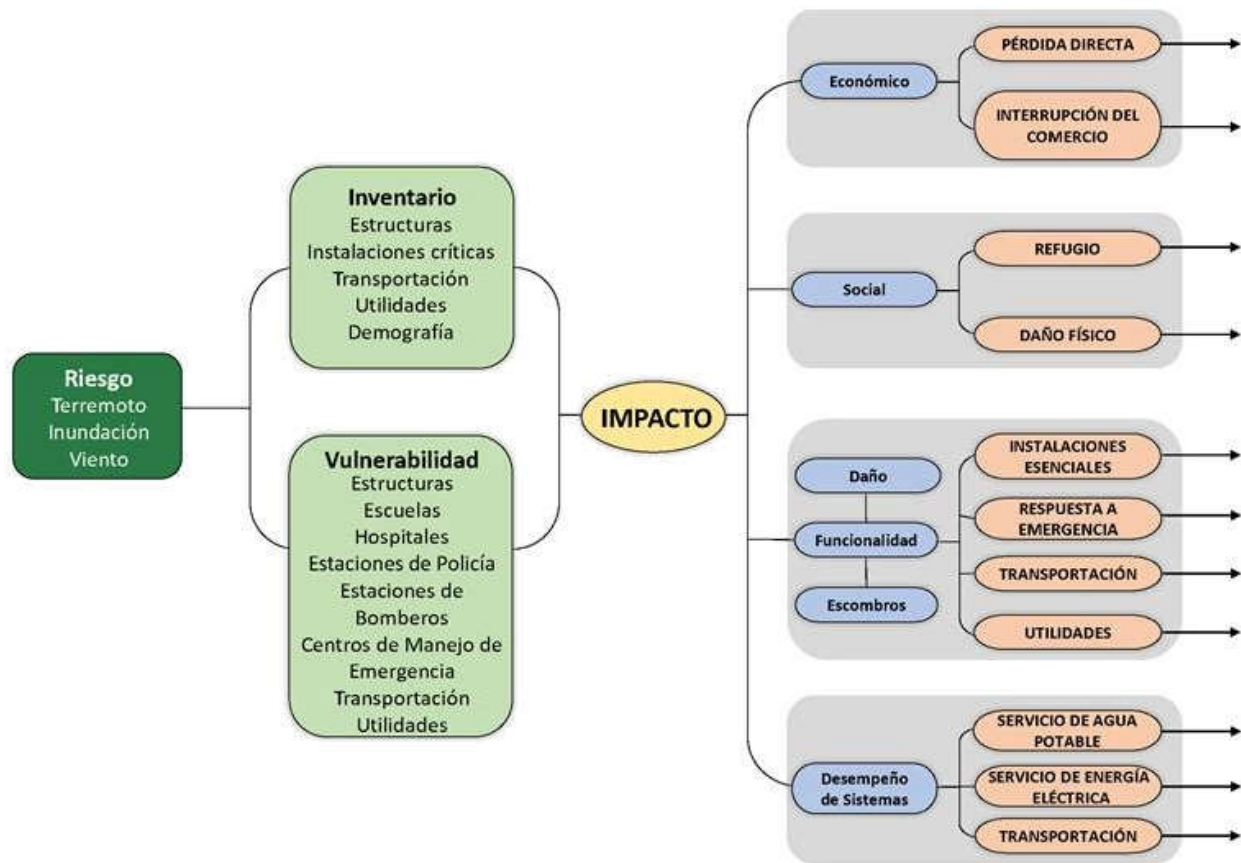 Riesgo
Terremoto
Inundación
Viento
Inventario
Estructuras
Instalaciones críticas
Transportación
Utilidades
Demografía
Vulnerabilidad
Estructuras
Escuelas
Hospitales
Estaciones de Policía
Estaciones de
Bomberos
Centros de Manejo de
Emergencia
Transportación
Utilidades
IMPACTO
Económico
PÉRDIDA DIRECTA
INTERRUPCIÓN DEL
COMERCIO
Social
REFUGIO
DAÑO FÍSICO
Daño
Funcionalidad
Escombros
INSTALACIONES
ESENCIALES
RESPUESTA A
EMERGENCIA
TRANSPORTACIÓN
UTILIDADES
Desempeño
de Sistemas
SERVICIO DE AGUA
POTABLE
SERVICIO DE ENERGÍA
ELÉCTRICA
TRANSPORTACIÓN